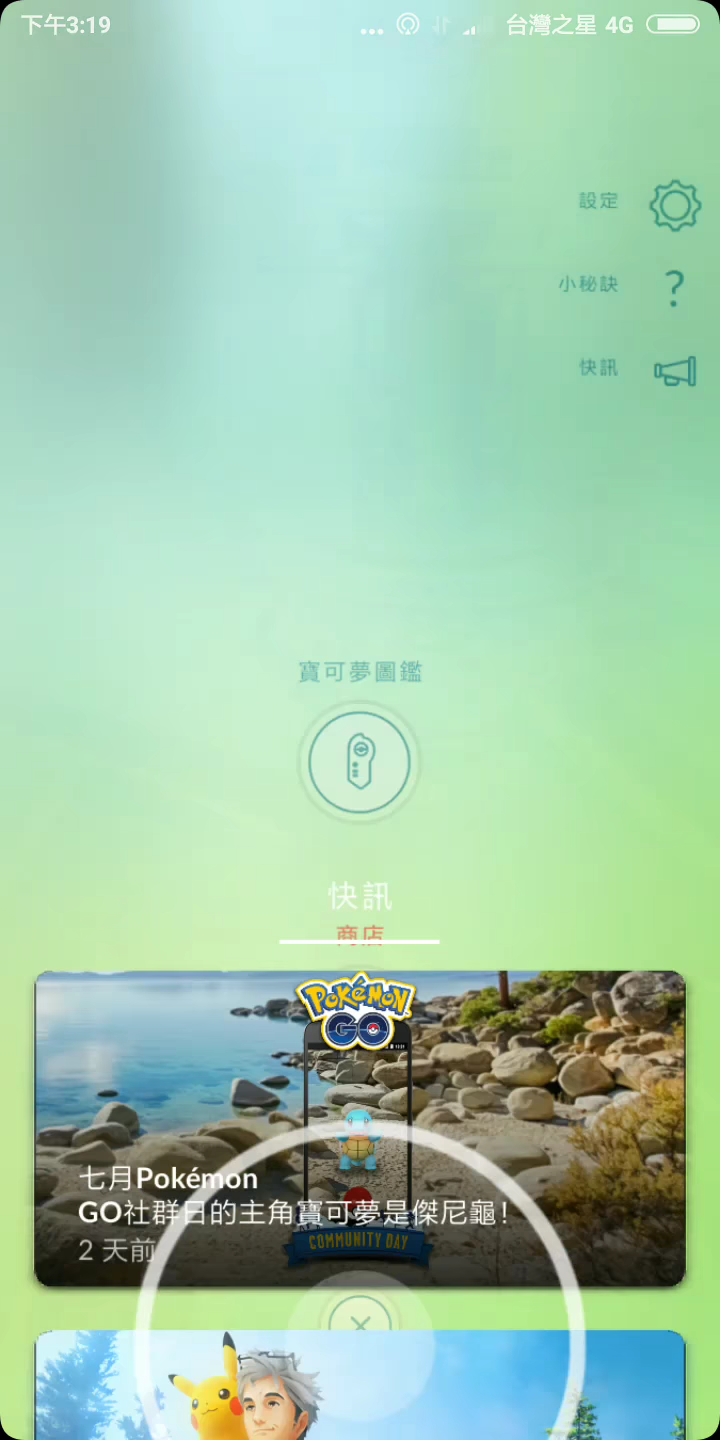 下午3:19 ... 台灣之星 4G
設定
小秘訣
快訊
寶可夢圖鑑
快訊
商店
POKéMON
GO
七月Pokémon
GO社群日的主角寶可夢是傑尼龜！
2 天前
COMMUNITY DAY